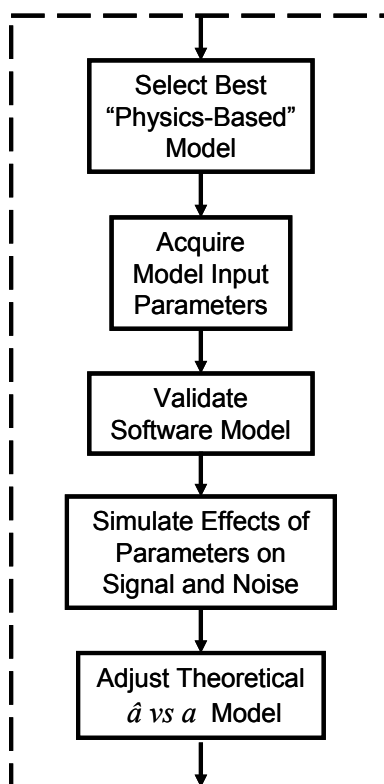 Select Best
“Physics-Based”
Model
Acquire
Model Input
Parameters
Validate
Software Model
Simulate Effects of
Parameters on
Signal and Noise
Adjust Theoretical
â vs a Model